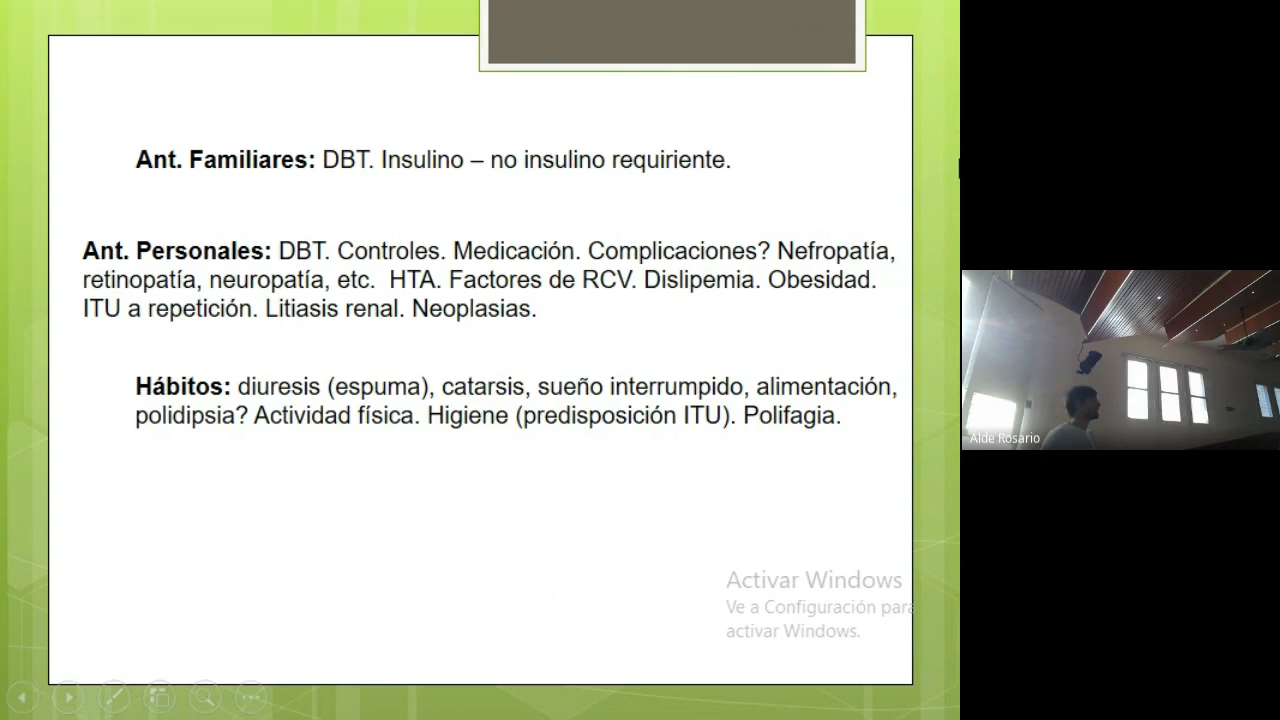 Ant. Familiares: DBT. Insulino – no insulino requiriente.
Ant. Personales: DBT. Controles. Medicación. Complicaciones? Nefropatía,
retinopatía, neuropatía, etc.  HTA. Factores de RCV. Dislipemia. Obesidad.
ITU a repetición. Litiasis renal. Neoplasias.
Hábitos: diuresis (espuma), catarsis, sueño interrumpido, alimentación,
polidipsia? Actividad física. Higiene (predisposición ITU). Polifagia.
Alde Rosario
Activar Windows
Ve a Configuración para
activar Windows.